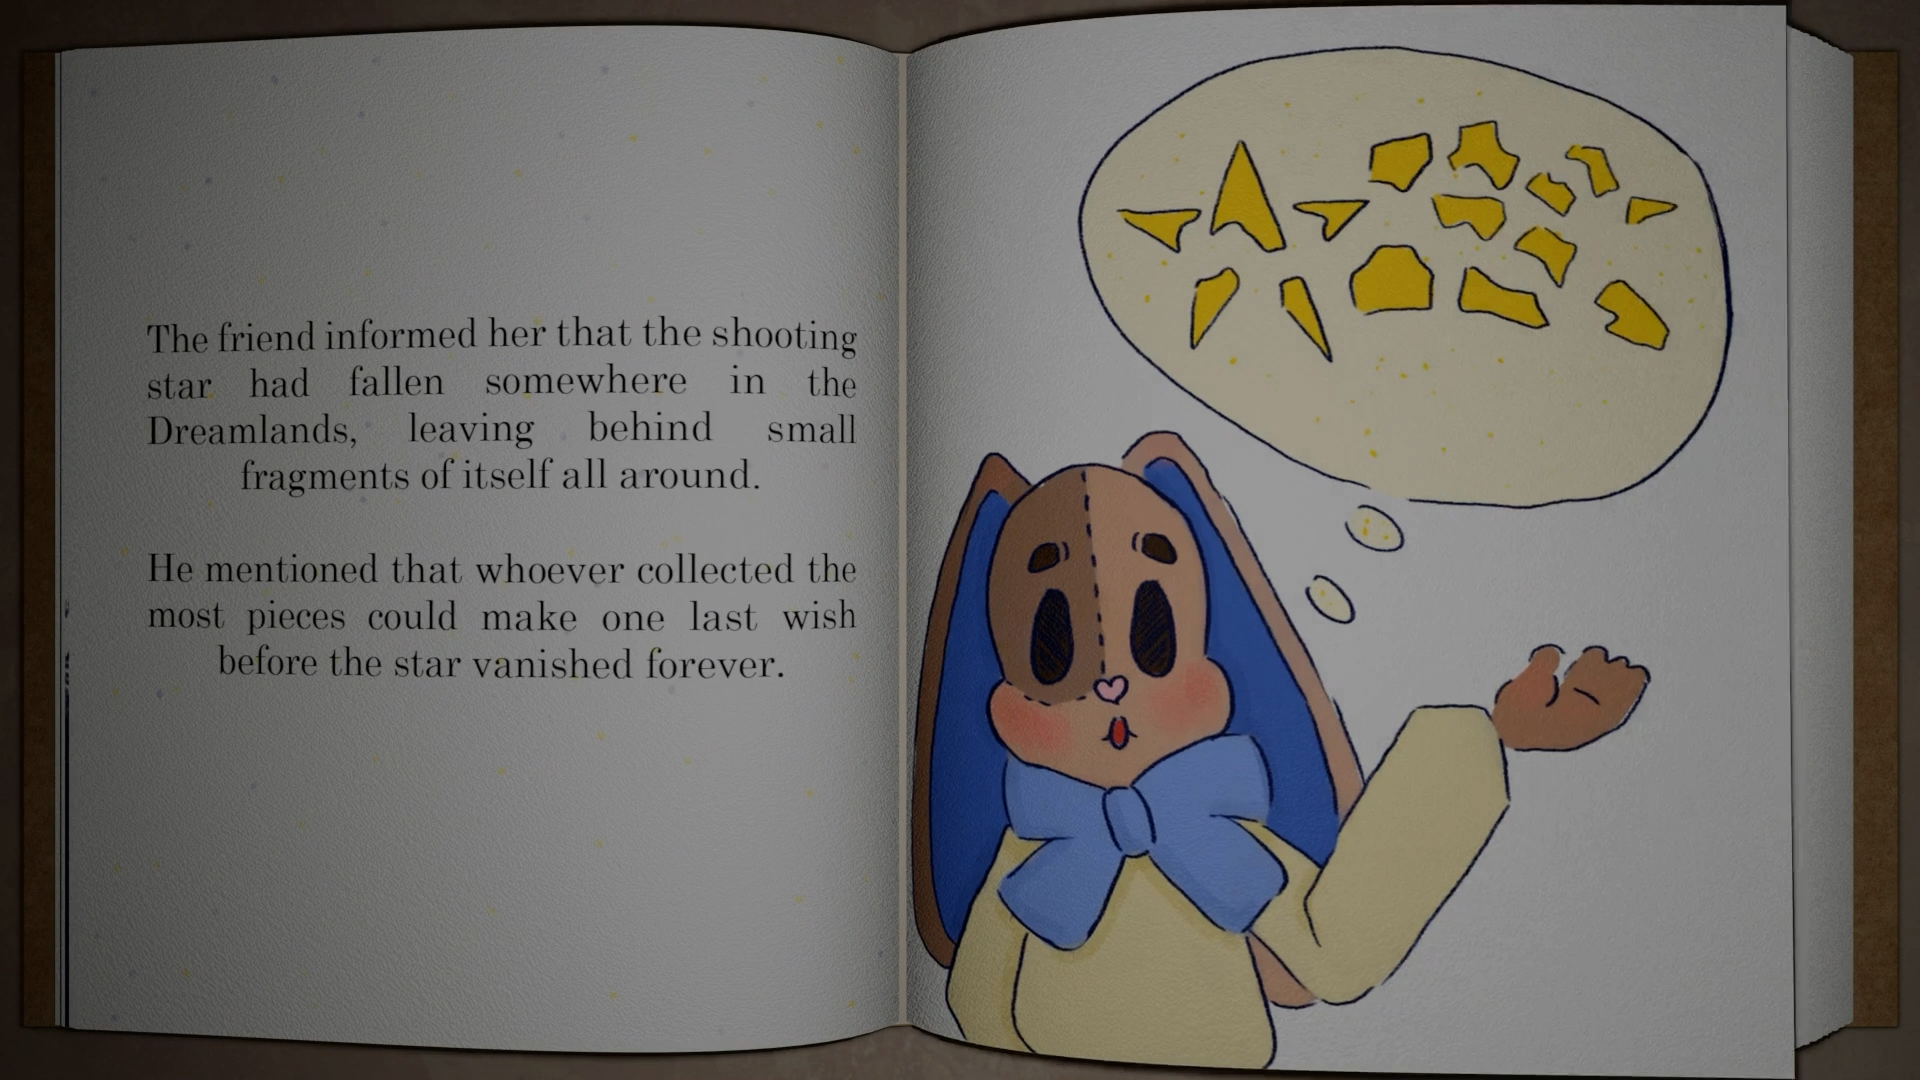 The friend informed her that the shooting
star had fallen somewhere in the
Dreamlands, leaving behind small
fragments of itself all around.
He mentioned that whoever collected the
most pieces could make one last wish
before the star vanished forever.